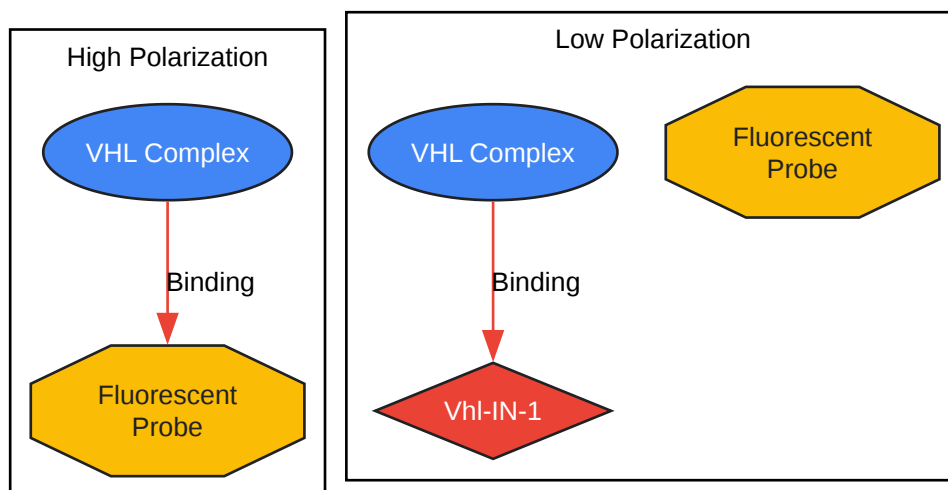 High Polarization
VHL Complex
Binding
Fluorescent
Probe
Low Polarization
VHL Complex
Fluorescent
Probe
Binding
Vhl-IN-1